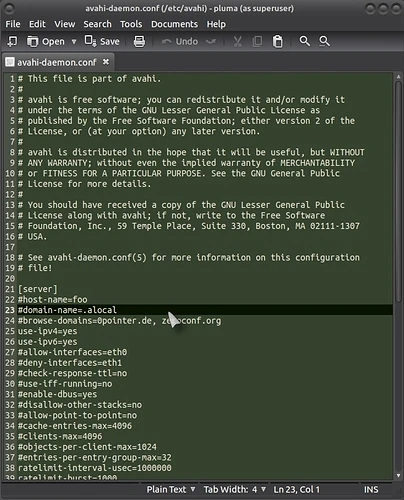 avahi-daemon.conf (/etc/avahi) - pluma (as superuser)
File Edit View Search Tools Documents Help
Open Save Undo
avahi-daemon.conf
1 # This file is part of avahi.
2 #
3 # avahi is free software; you can redistribute it and/or modify it
4 # under the terms of the GNU Lesser General Public License as
5 # published by the Free Software Foundation; either version 2 of the
6 # License, or (at your option) any later version.
7 #
8 # avahi is distributed in the hope that it will be useful, but WITHOUT
9 # ANY WARRANTY; without even the implied warranty of MERCHANTABILITY
10 # or FITNESS FOR A PARTICULAR PURPOSE. See the GNU General Public
11 # License for more details.
12 #
13 # You should have received a copy of the GNU Lesser General Public
14 # License along with avahi; if not, write to the Free Software
15 # Foundation, Inc., 59 Temple Place, Suite 330, Boston, MA 02111-1307
16 # USA.
17
18 # See avahi-daemon.conf(5) for more information on this configuration
19 # file!
20
21 [server]
22 #host-name=foo
23 #domain-name=.alocal
24 #browse-domains=0pointer.de, zeroconf.org
25 use-ipv4=yes
26 use-ipv6=yes
27 #allow-interfaces=eth0
28 #deny-interfaces=eth1
29 #check-response-ttl=no
30 #use-iff-running=no
31 #enable-dbus=yes
32 #disallow-other-stacks=no
33 #allow-point-to-point=no
34 #cache-entries-max=4096
35 #clients-max=4096
36 #objects-per-client-max=1024
37 #entries-per-entry-group-max=32
38 ratelimit-interval-usec=1000000
39 ratelimit-burst=1000
Plain Text Tab Width: 4 Ln 23, Col 1 INS